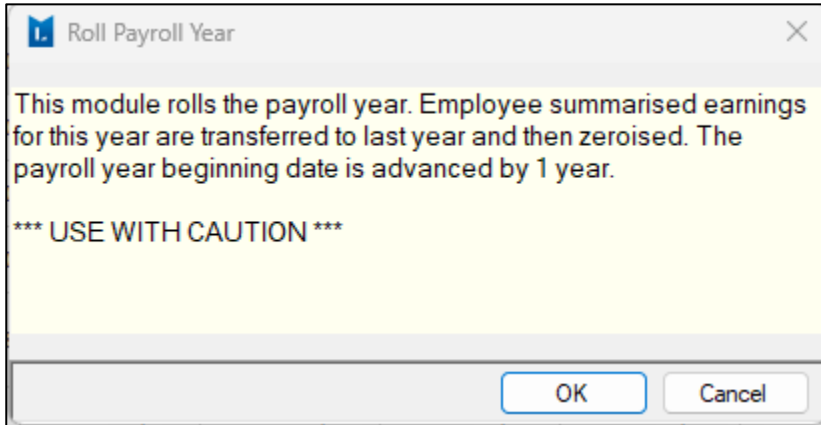 Roll Payroll Year
This module rolls the payroll year. Employee summarised earnings
for this year are transferred to last year and then zeroised. The
payroll year beginning date is advanced by 1 year.
*** USE WITH CAUTION ***
OK
Cancel